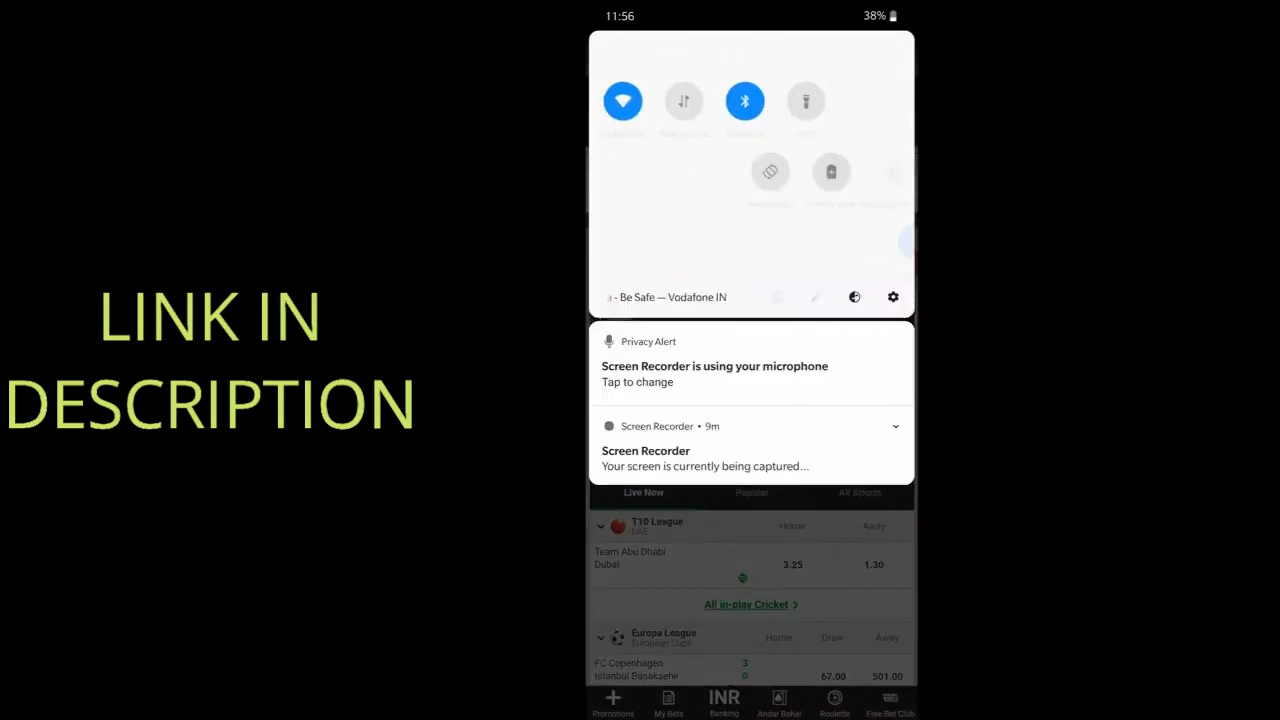 11:56
38%
LINK IN
DESCRIPTION
- Be Safe — Vodafone IN
Privacy Alert
Screen Recorder is using your microphone
Tap to change
Screen Recorder • 9m
Screen Recorder
Your screen is currently being captured...
Live Now Popular All Sports
T10 League Home Away
LIVE
Team Abu Dhabi
Dubai 3.25 1.30
All in-play Cricket
Europa League Home Draw Away
European Cups
FC Copenhagen 3
Istanbul Basaksehir 0 67.00 501.00
INR
Promotions My Bets Banking Andar Bahar Roulette Free Bet Club